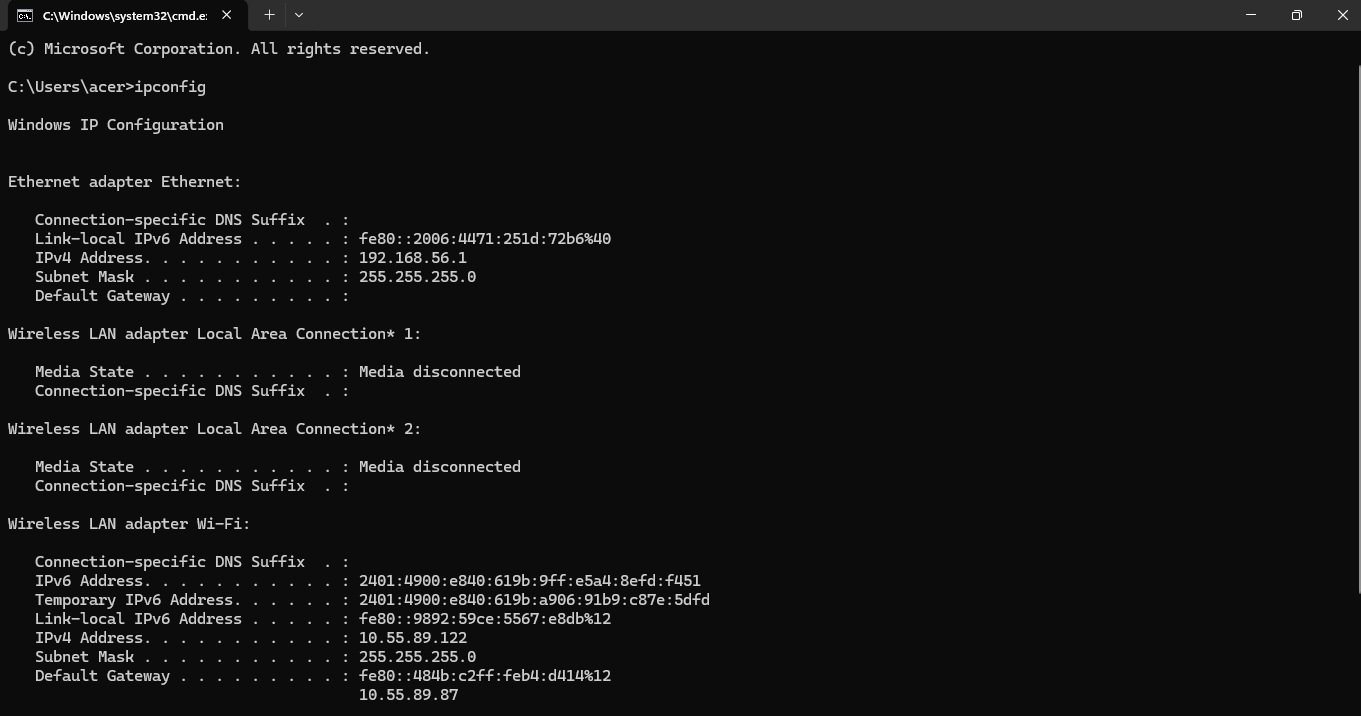 C:\Windows\system32\cmd.e
(c) Microsoft Corporation. All rights reserved.
C:\Users\acer>ipconfig
Windows IP Configuration
Ethernet adapter Ethernet:
Connection-specific DNS Suffix  . :
Link-local IPv6 Address . . . . . : fe80::2006:4471:251d:72b6%40
IPv4 Address. . . . . . . . . . . : 192.168.56.1
Subnet Mask . . . . . . . . . . . : 255.255.255.0
Default Gateway . . . . . . . . . :
Wireless LAN adapter Local Area Connection* 1:
Media State . . . . . . . . . . . : Media disconnected
Connection-specific DNS Suffix  . :
Wireless LAN adapter Local Area Connection* 2:
Media State . . . . . . . . . . . : Media disconnected
Connection-specific DNS Suffix  . :
Wireless LAN adapter Wi-Fi:
Connection-specific DNS Suffix  . :
IPv6 Address. . . . . . . . . . . : 2401:4900:e840:619b:9ff:e5a4:8efd:f451
Temporary IPv6 Address. . . . . . : 2401:4900:e840:619b:a906:91b9:c87e:5dfd
Link-local IPv6 Address . . . . . : fe80::9892:59ce:5567:e8db%12
IPv4 Address. . . . . . . . . . . : 10.55.89.122
Subnet Mask . . . . . . . . . . . : 255.255.255.0
Default Gateway . . . . . . . . . : fe80::484b:c2ff:feb4:d414%12
10.55.89.87